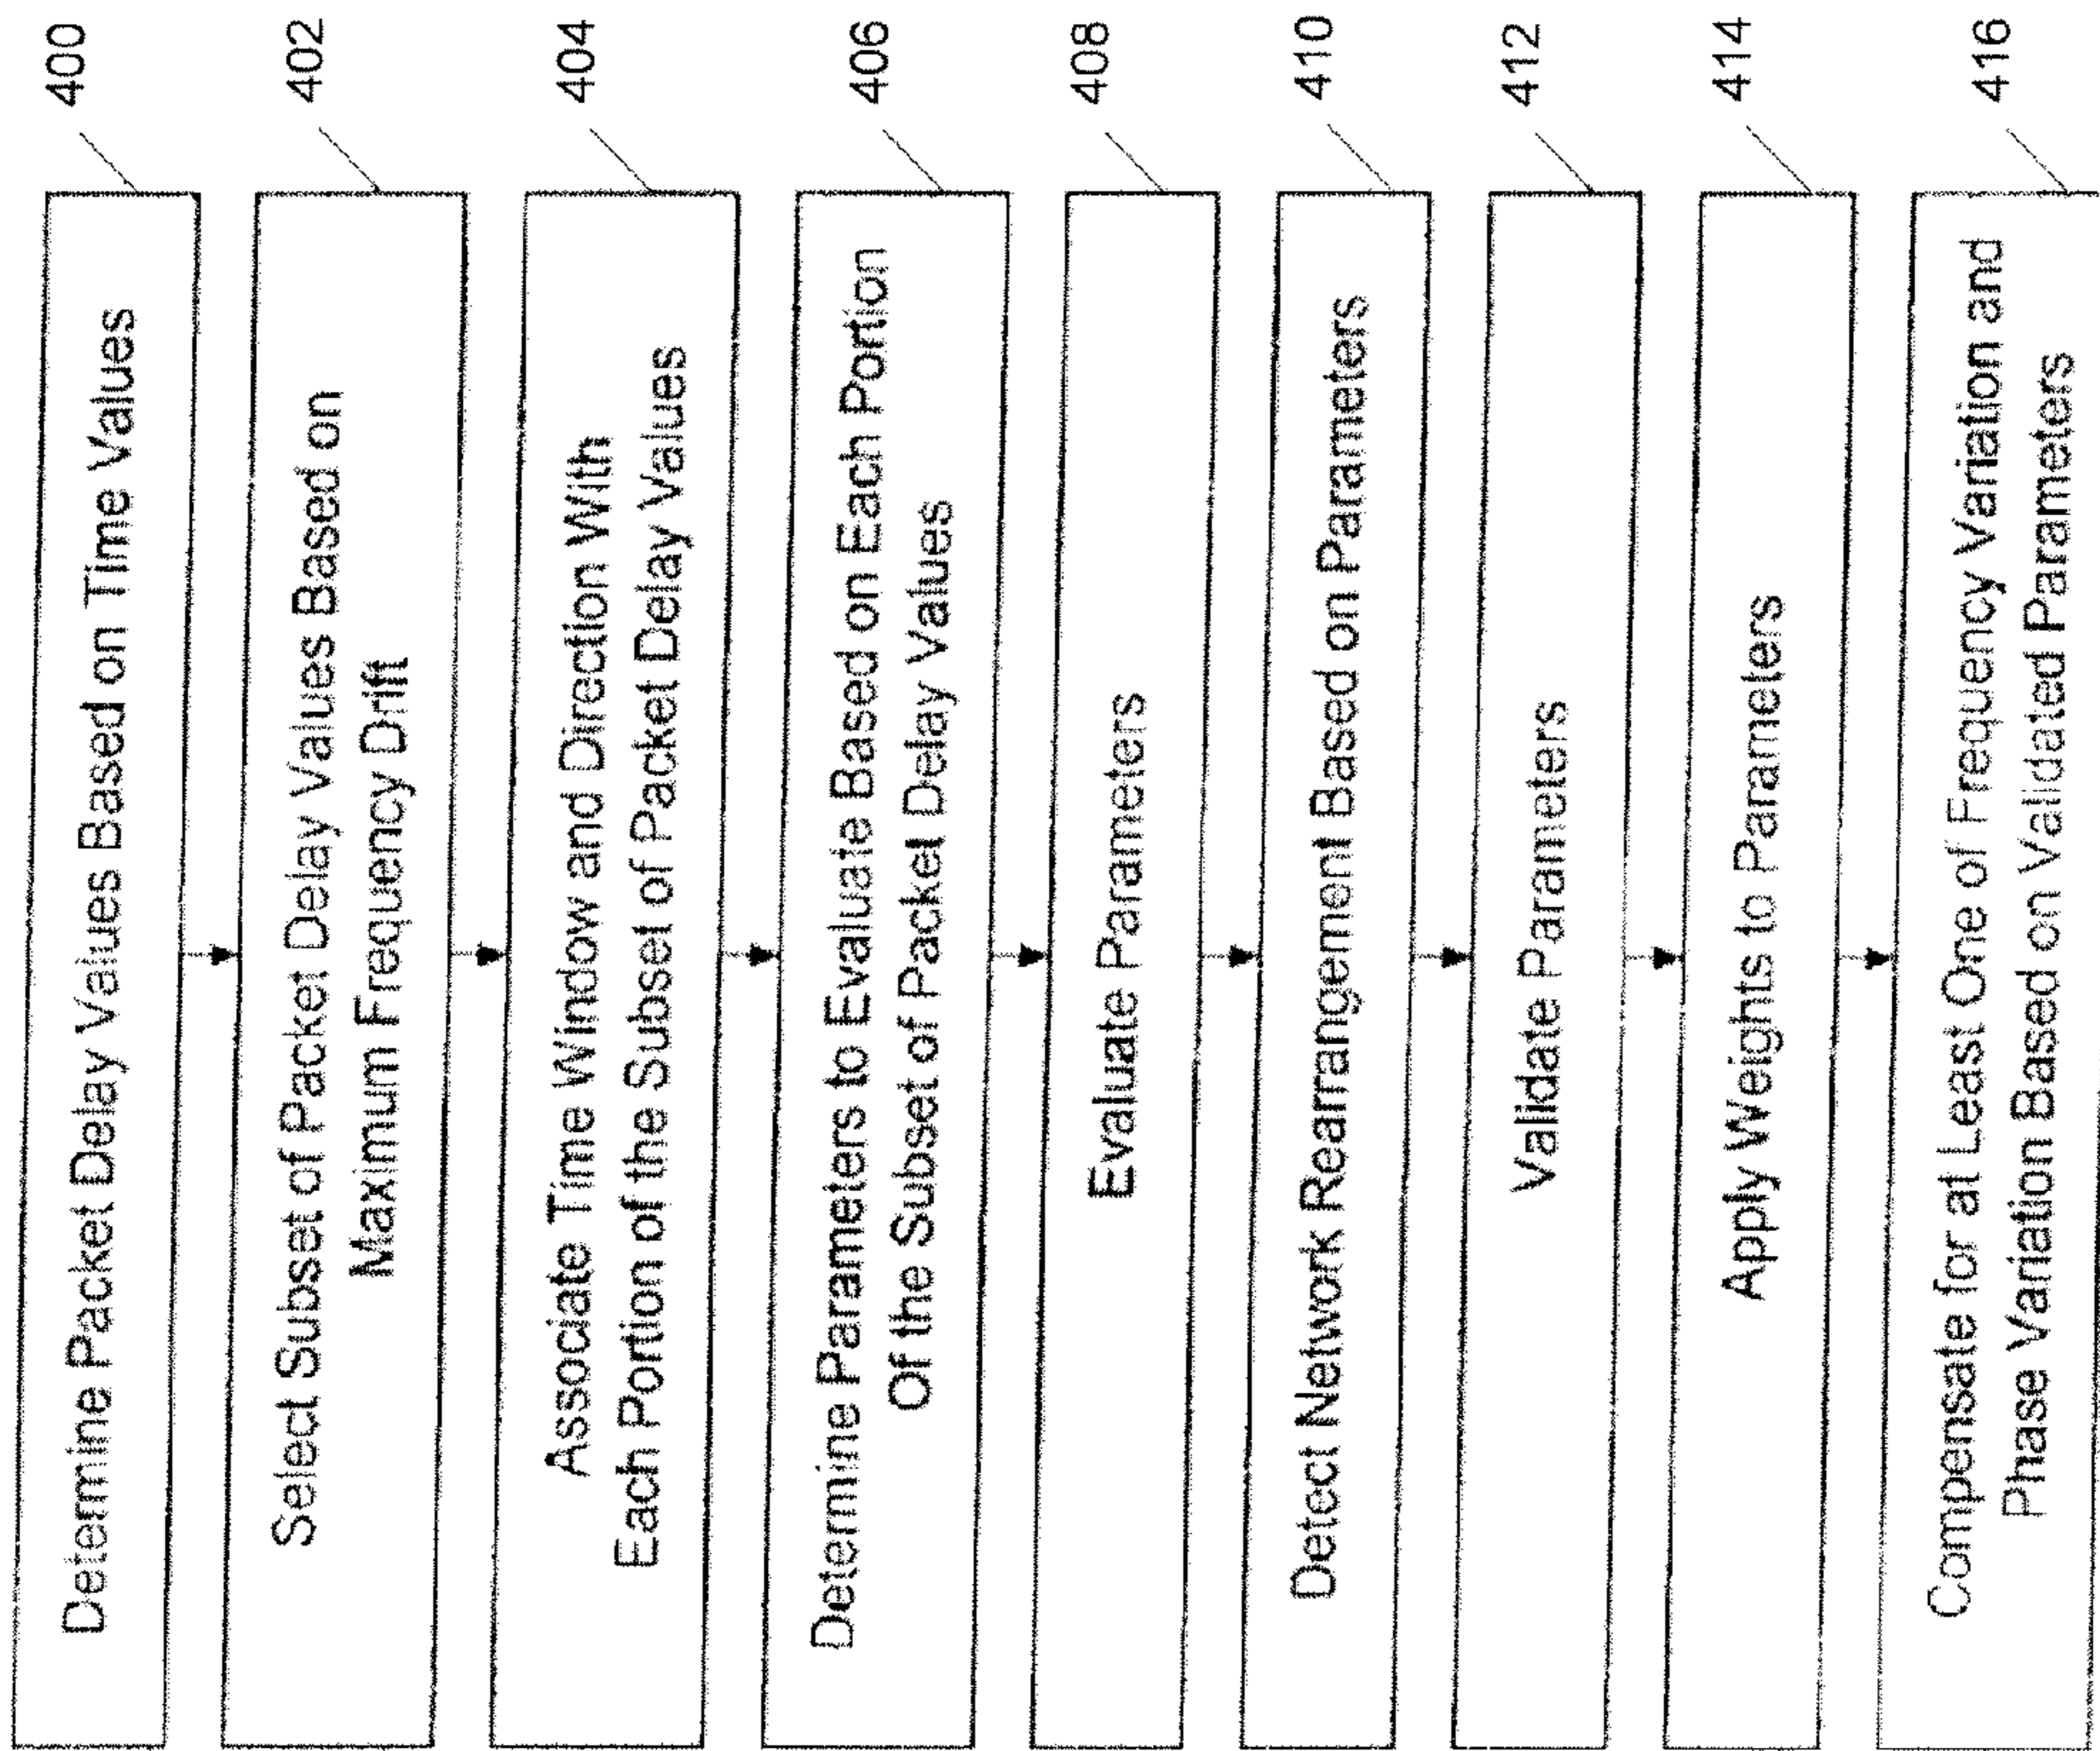 Determine Packet Delay Values Based on Time Values
400
Select Subset of Packet Delay Values Based on
Maximum Frequency Drift
402
Associate Time Window and Direction With
Each Portion of the Subset of Packet Delay Values
404
Determine Parameters to Evaluate Based on Each Portion
Of the Subset of Packet Delay Values
406
Evaluate Parameters
408
Detect Network Rearrangement Based on Parameters
410
Validate Parameters
412
Apply Weights to Parameters
414
Compensate for at Least One of Frequency Variation and
Phase Variation Based on Validated Parameters
416